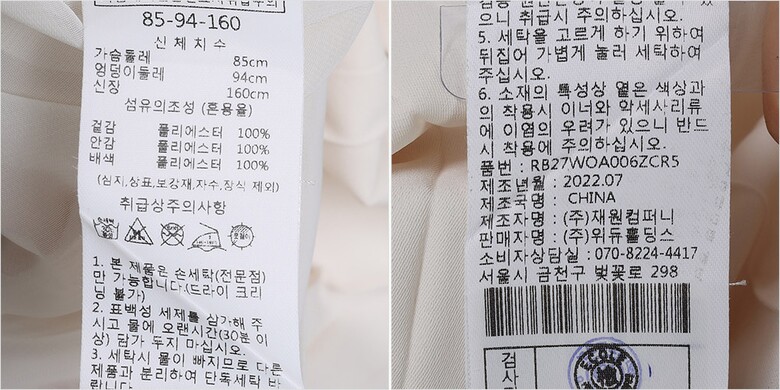 85-94-160
신체치수
가슴둘레 85cm
엉덩이둘레 94cm
신장 160cm
섬유의조성 (혼용율)
겉감 폴리에스터 100%
안감 폴리에스터 100%
배색 폴리에스터 100%
(심지,상표,보강재,자수,장식 제외)
취급상주의사항
1. 본 제품은 손세탁(전문점)
만 가능합니다.(드라이 크리
닝 불가)
2. 표백성 세제를 삼가해 주
시고 물에 오랜시간(30분 이
상) 담가 두지 마십시오.
3. 세탁시 물이 빠지므로 다른
제품과 분리하여 단독세탁 바
랍니다
으니 취급시 주의하십시오.
5. 세탁을 고르게 하기 위하여
뒤집어 가볍게 눌러 세탁하여
주십시오.
6. 소재의 특성상 옅은 색상과
의 착용시 이너와 악세사리류
에 이염의 우려가 있으니 반드
시 착용에 주의하십시오.
품번 : RB27WOA006ZCR5
제조년월 : 2022.07
제조국명 : CHINA
제조자명 : (주)재원컴퍼니
판매자명 : (주)위듀홀딩스
소비자상담실 : 070-8224-4417
서울시 금천구 벚꽃로 298
검사
ECOLE